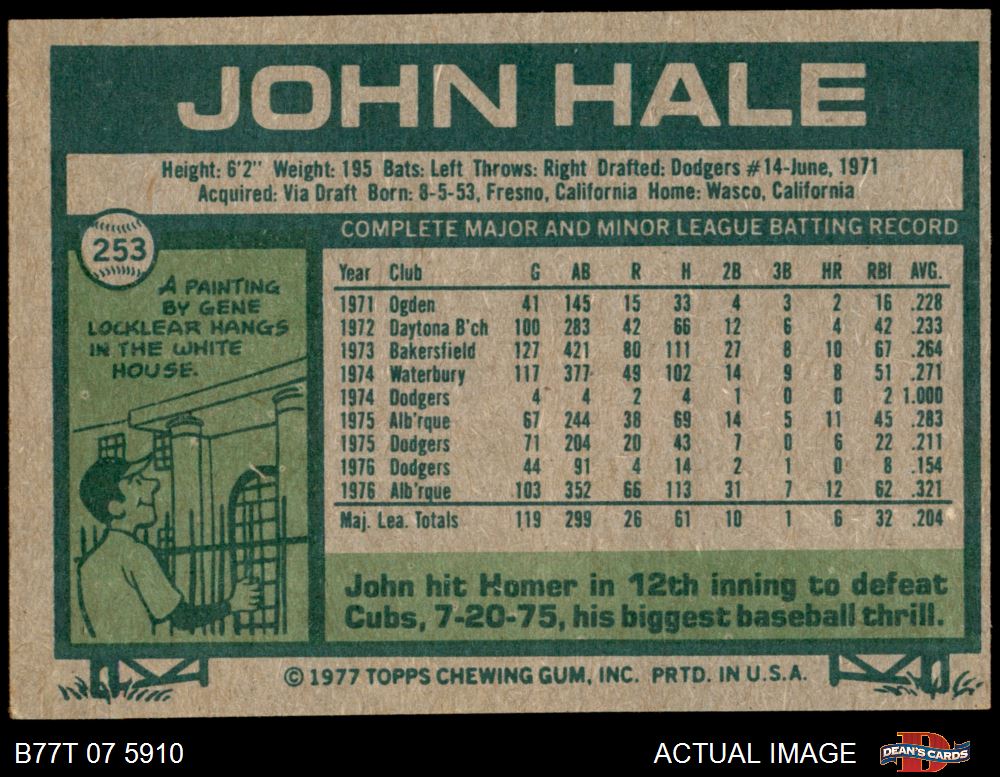 JOHN HALE
Height: 6'2" Weight: 195 Bats: Left Throws: Right Drafted: Dodgers #14-June, 1971
Acquired: Via Draft Born: 8-5-53, Fresno, California Home: Wasco, California
253
A PAINTING
BY GENE
LOCKLEAR HANGS
IN THE WHITE
HOUSE.
COMPLETE MAJOR AND MINOR LEAGUE BATTING RECORD
Year Club G AB R H 2B 3B HR RBI AVG.
1971 Ogden 41 145 15 33 4 3 2 16 .228
1972 Daytona B'ch 100 283 42 66 12 6 4 42 .233
1973 Bakersfield 127 421 80 111 27 8 10 67 .264
1974 Waterbury 117 377 49 102 14 9 8 51 .271
1974 Dodgers 4 4 2 4 1 0 0 2 1.000
1975 Alb'rque 67 244 38 69 14 5 11 45 .283
1975 Dodgers 71 204 20 43 7 0 6 22 .211
1976 Dodgers 44 91 4 14 2 1 0 8 .154
1976 Alb'rque 103 352 66 113 31 7 12 62 .321
Maj. Lea. Totals 119 299 26 61 10 1 6 32 .204
John hit Homer in 12th inning to defeat
Cubs, 7-20-75, his biggest baseball thrill.
© 1977 TOPPS CHEWING GUM, INC. PRTD. IN U.S.A.
B77T 07 5910 ACTUAL IMAGE
D
DEAN'S CARDS